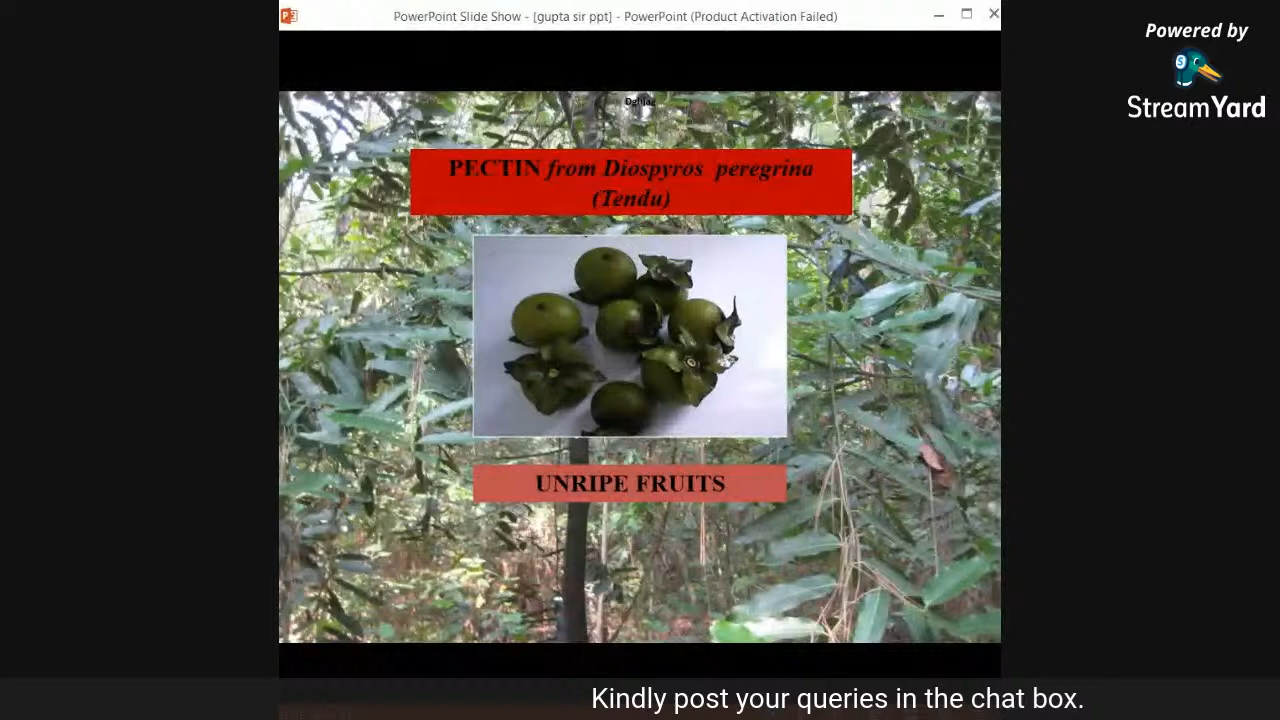 PowerPoint Slide Show - [gupta sir ppt] - PowerPoint (Product Activation Failed)
Powered by
StreamYard
PECTIN from Diospyros peregrina
(Tendu)
UNRIPE FRUITS
Kindly post your queries in the chat box.